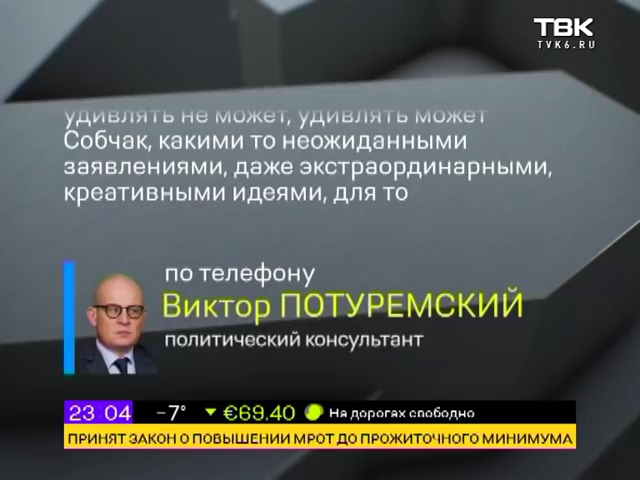 ТВК
TVK6.RU
удивлять не может, удивлять может
Собчак, какими то неожиданными
заявлениями, даже экстраординарными,
креативными идеями, для то
по телефону
Виктор ПОТУРЕМСКИЙ
политический консультант
23 04 -7° €69.40 На дорогах свободно
ПРИНЯТ ЗАКОН О ПОВЫШЕНИИ МРОТ ДО ПРОЖИТОЧНОГО МИНИМУМА